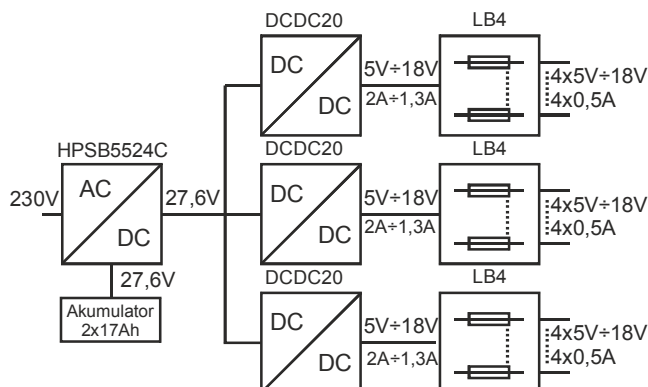 DCDC20
LB4
DC
DC
5V÷18V
2A÷1,3A
4x5V÷18V
4x0,5A
HPSB5524C
230V
AC
DC
27,6V
27,6V
Akumulator
2x17Ah
DCDC20
LB4
DC
DC
5V÷18V
2A÷1,3A
4x5V÷18V
4x0,5A
DCDC20
LB4
DC
DC
5V÷18V
2A÷1,3A
4x5V÷18V
4x0,5A